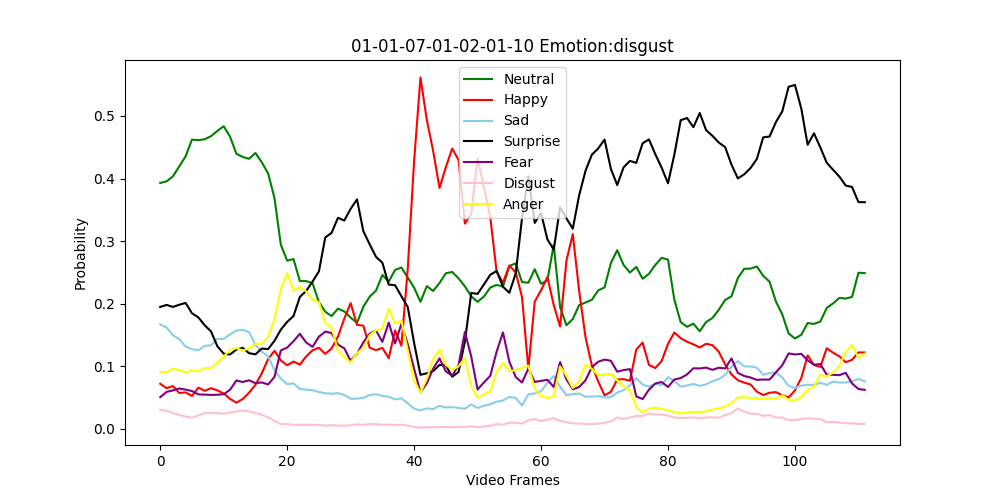 01-01-07-01-02-01-10 Emotion:disgust
Neutral
Happy
Sad
Surprise
Fear
Disgust
Anger
Probability
0.5
0.4
0.3
0.2
0.1
0.0
0 20 40 60 80 100
Video Frames